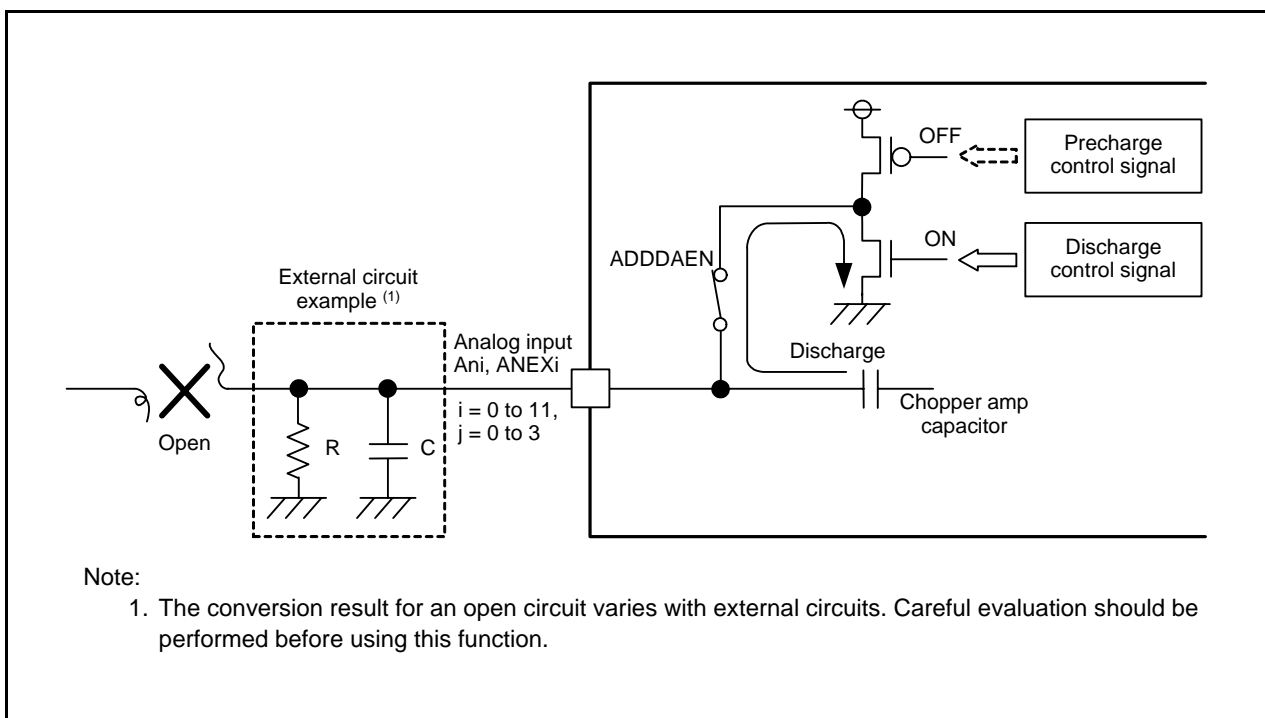 OFF
Precharge
control signal
ON
Discharge
control signal
ADDDAEN
External circuit
example (1)
Analog input
Ani, ANEXi
i = 0 to 11,
j = 0 to 3
Discharge
Chopper amp
capacitor
Open
R
C
Note:
1. The conversion result for an open circuit varies with external circuits. Careful evaluation should be
performed before using this function.